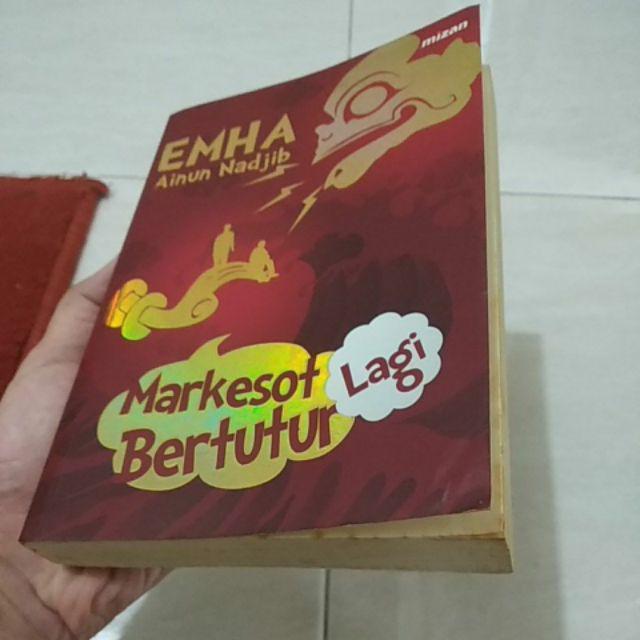 mizan
EMHA
Ainun Nadjib
Markesot
Lagi
Bertutur